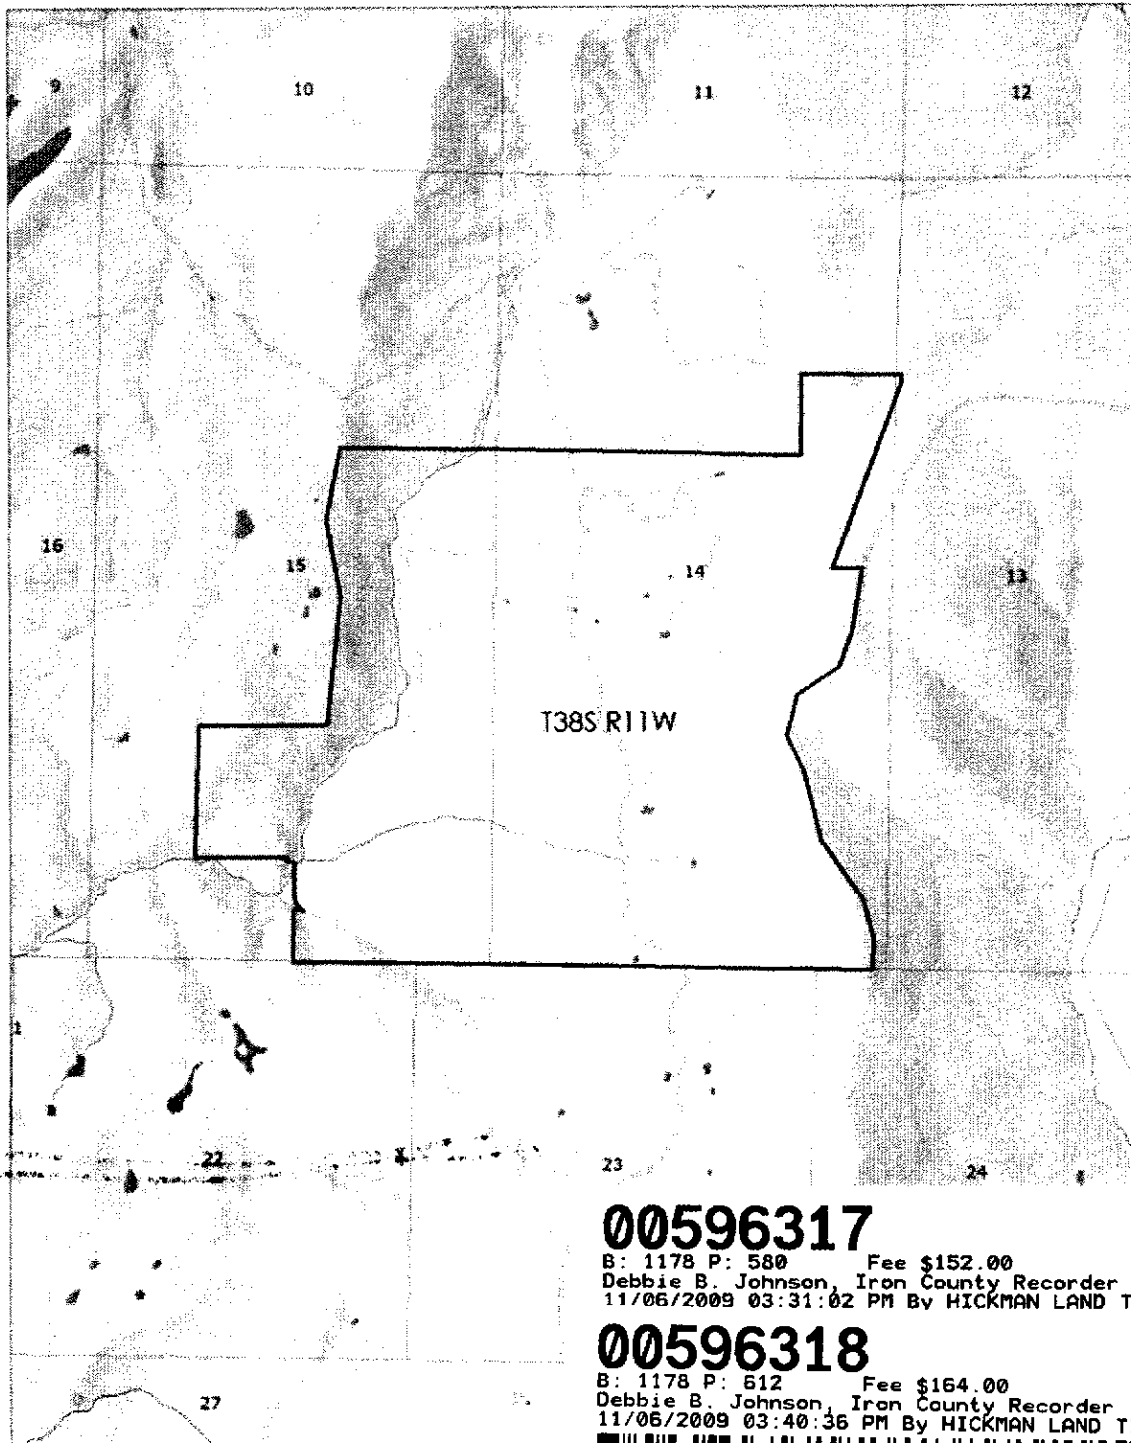 9
10
11
12
16
15
14
13
T38S R11W
1
22
23
24
00596317
B: 1178 P: 580 Fee $152.00
Debbie B. Johnson, Iron County Recorder
11/06/2009 03:31:02 PM By HICKMAN LAND T
00596318
B: 1178 P: 612 Fee $164.00
Debbie B. Johnson, Iron County Recorder
11/06/2009 03:40:36 PM By HICKMAN LAND T
27